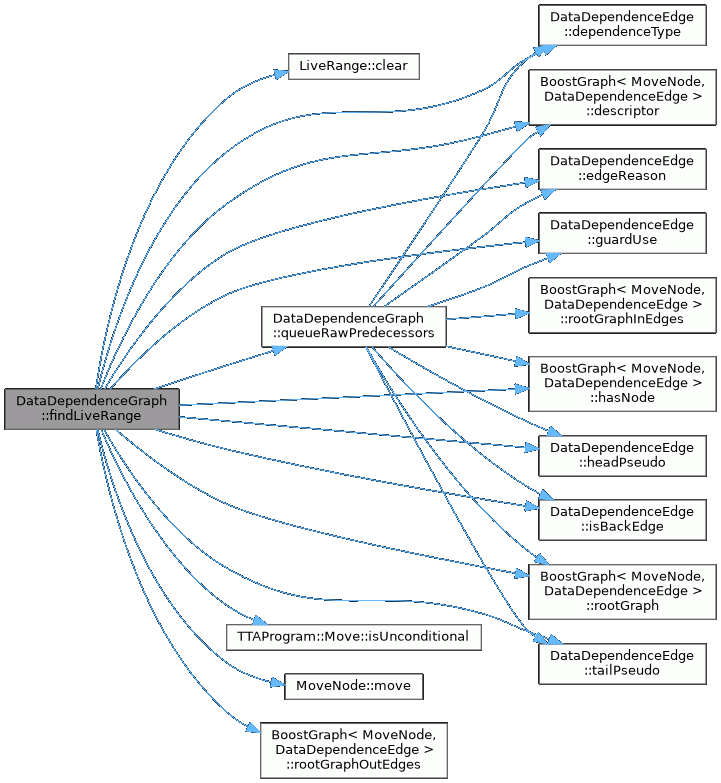 DataDependenceGraph
::findLiveRange
LiveRange::clear
DataDependenceGraph
::queueRawPredecessors
TTAProgram::Move::isUnconditional
MoveNode::move
BoostGraph< MoveNode,
DataDependenceEdge >
::rootGraphOutEdges
DataDependenceEdge
::dependenceType
BoostGraph< MoveNode,
DataDependenceEdge >
::descriptor
DataDependenceEdge
::edgeReason
DataDependenceEdge
::guardUse
BoostGraph< MoveNode,
DataDependenceEdge >
::rootGraphInEdges
BoostGraph< MoveNode,
DataDependenceEdge >
::hasNode
DataDependenceEdge
::headPseudo
DataDependenceEdge
::isBackEdge
BoostGraph< MoveNode,
DataDependenceEdge >
::rootGraph
DataDependenceEdge
::tailPseudo